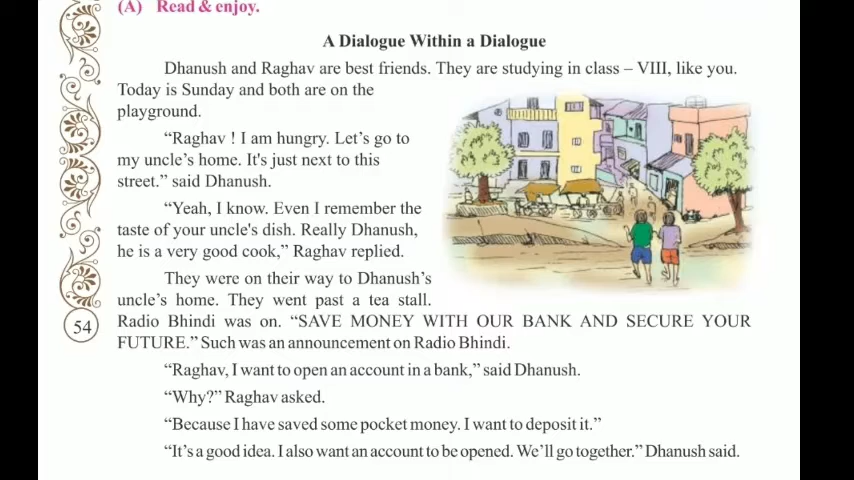 (A) Read & enjoy.
A Dialogue Within a Dialogue
Dhanush and Raghav are best friends. They are studying in class – VIII, like you.
Today is Sunday and both are on the
playground.
“Raghav ! I am hungry. Let’s go to
my uncle’s home. It's just next to this
street.” said Dhanush.
“Yeah, I know. Even I remember the
taste of your uncle's dish. Really Dhanush,
he is a very good cook,” Raghav replied.
They were on their way to Dhanush’s
uncle’s home. They went past a tea stall.
Radio Bhindi was on. “SAVE MONEY WITH OUR BANK AND SECURE YOUR
FUTURE.” Such was an announcement on Radio Bhindi.
“Raghav, I want to open an account in a bank,” said Dhanush.
“Why?” Raghav asked.
“Because I have saved some pocket money. I want to deposit it.”
“It’s a good idea. I also want an account to be opened. We’ll go together.” Dhanush said.
54